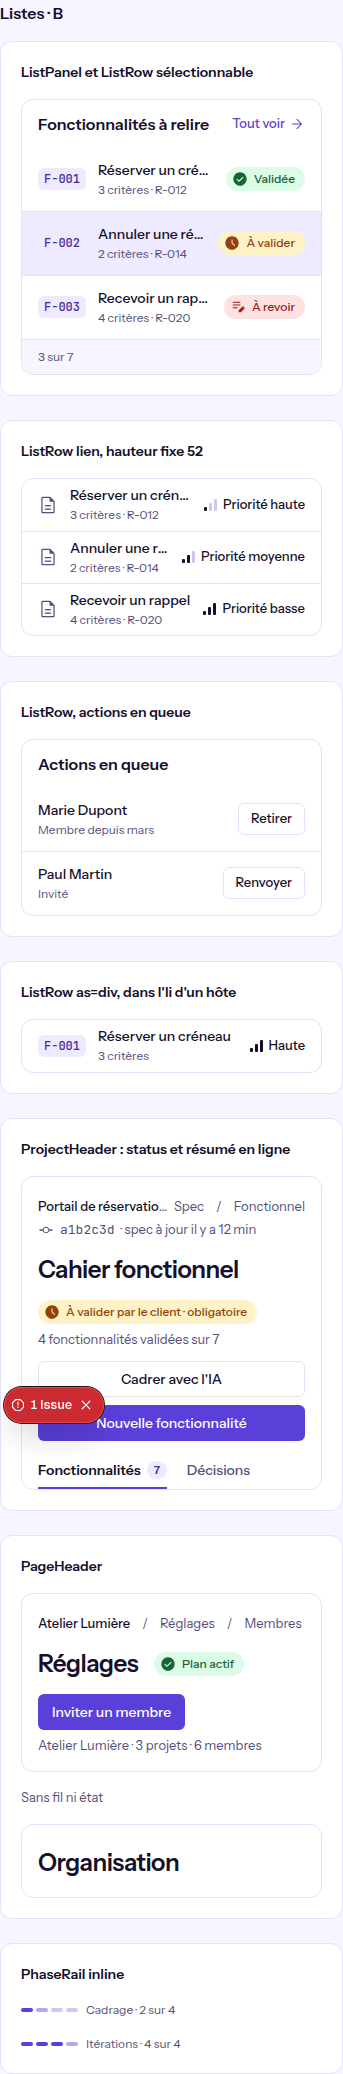 Listes · B
ListPanel et ListRow sélectionnable
Fonctionnalités à relire Tout voir →
F-001 Réserver un cré... Validée
3 critères · R-012
F-002 Annuler une ré... À valider
2 critères · R-014
F-003 Recevoir un rap... À revoir
4 critères · R-020
3 sur 7
ListRow lien, hauteur fixe 52
Réserver un crén... Priorité haute
3 critères · R-012
Annuler une r... Priorité moyenne
2 critères · R-014
Recevoir un rappel Priorité basse
4 critères · R-020
ListRow, actions en queue
Actions en queue
Marie Dupont Retirer
Membre depuis mars
Paul Martin Renvoyer
Invité
ListRow as=div, dans l'li d'un hôte
F-001 Réserver un créneau Haute
3 critères
ProjectHeader : status et résumé en ligne
Portail de réservatio... Spec / Fonctionnel
a1b2c3d · spec à jour il y a 12 min
Cahier fonctionnel
À valider par le client · obligatoire
4 fonctionnalités validées sur 7
Cadrer avec l'IA
1 Issue
Nouvelle fonctionnalité
Fonctionnalités 7 Décisions
PageHeader
Atelier Lumière / Réglages / Membres
Réglages Plan actif
Inviter un membre
Atelier Lumière · 3 projets · 6 membres
Sans fil ni état
Organisation
PhaseRail inline
Cadrage · 2 sur 4
Itérations · 4 sur 4